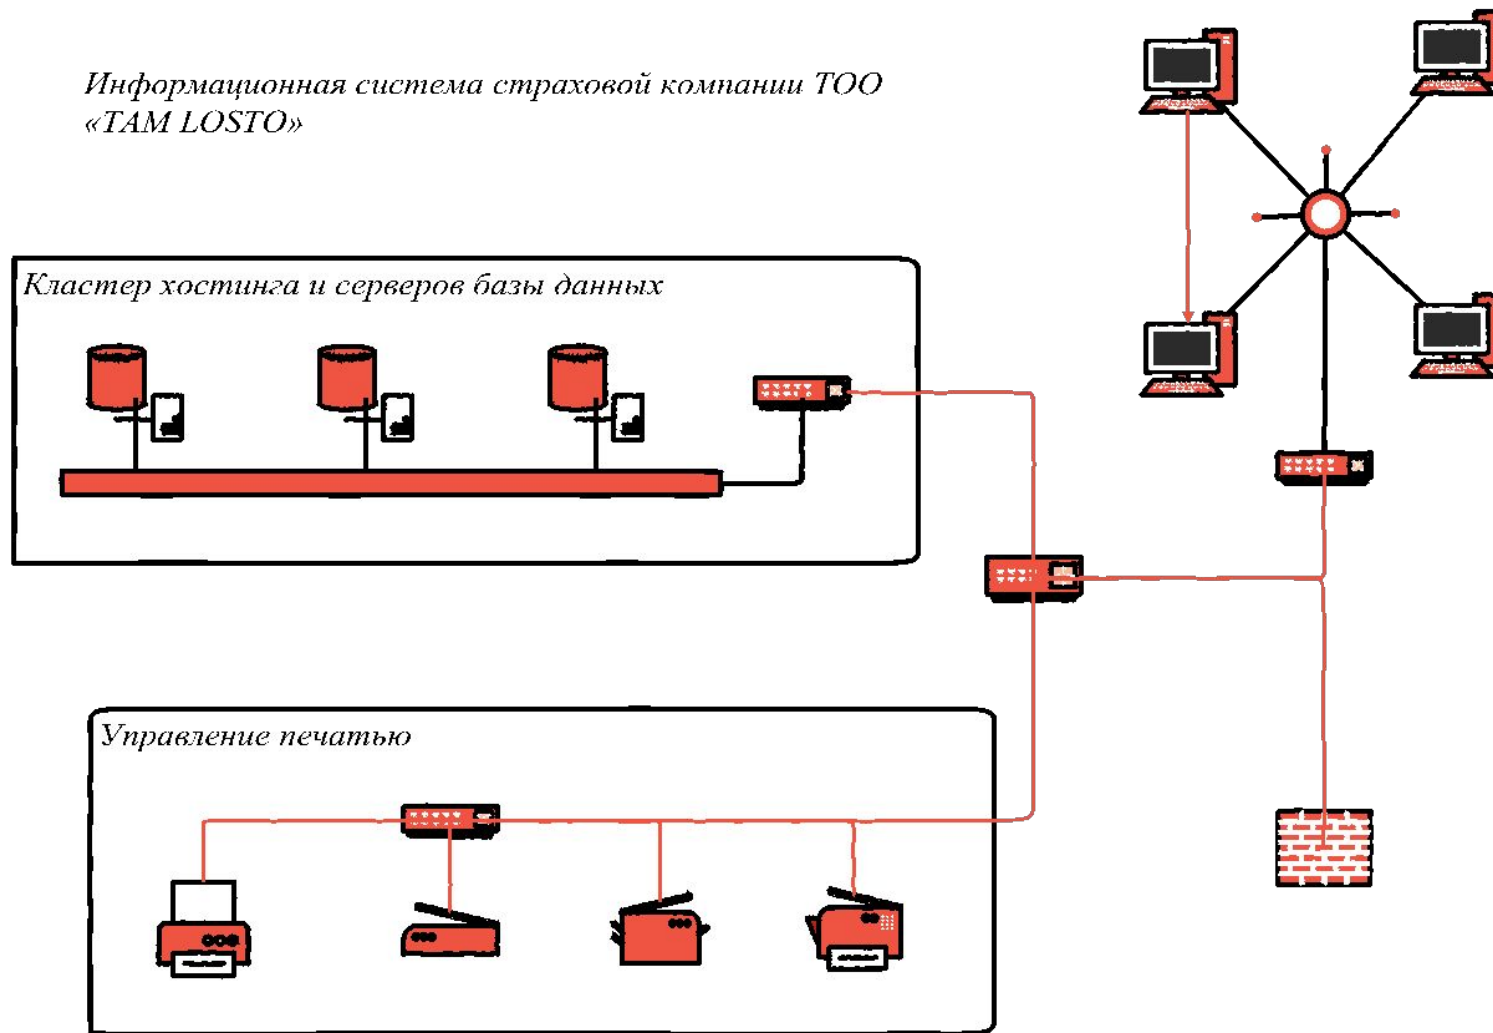 Информационная система страховой компании ТОО
«TAM LOSTO»
Кластер хостинга и серверов базы данных
Управление печатью